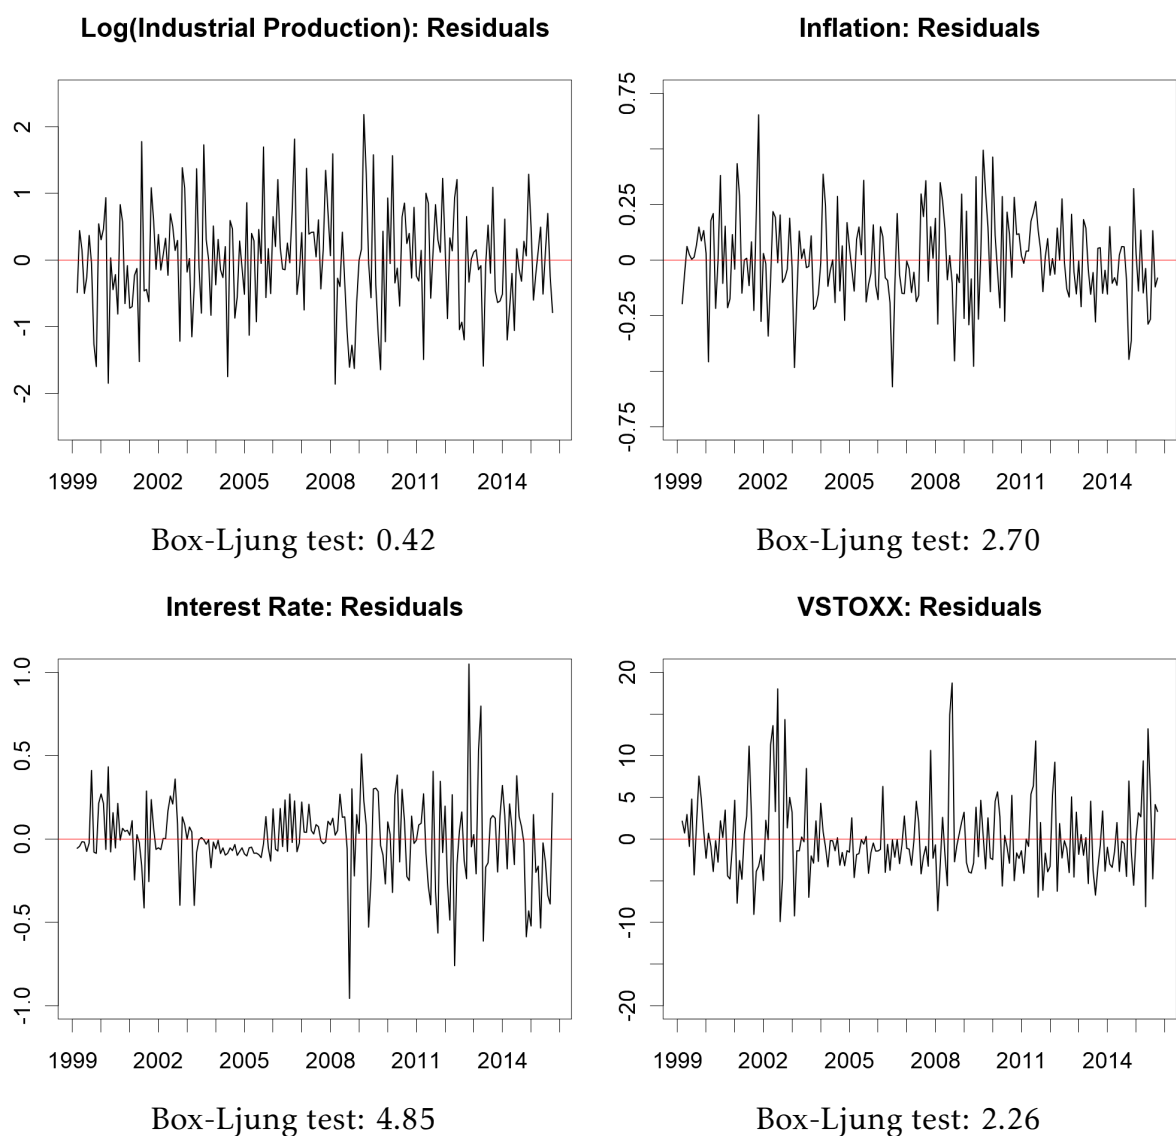 Log(Industrial Production): Residuals
2
1
0
-1
-2
1999 2002 2005 2008 2011 2014
Box-Ljung test: 0.42
Inflation: Residuals
0.75
0.25
0
-0.25
-0.75
1999 2002 2005 2008 2011 2014
Box-Ljung test: 2.70
Interest Rate: Residuals
1.0
0.5
0.0
-0.5
-1.0
1999 2002 2005 2008 2011 2014
Box-Ljung test: 4.85
VSTOXX: Residuals
20
10
5
0
-10
-20
1999 2002 2005 2008 2011 2014
Box-Ljung test: 2.26